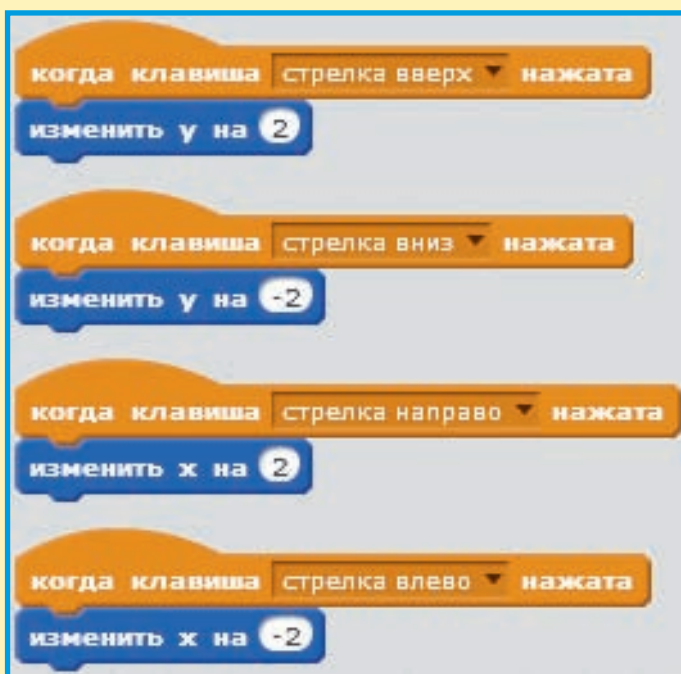 когда клавиша стрелка вверх нажата
изменить y на 2
когда клавиша стрелка вниз нажата
изменить y на -2
когда клавиша стрелка направо нажата
изменить x на 2
когда клавиша стрелка влево нажата
изменить x на -2